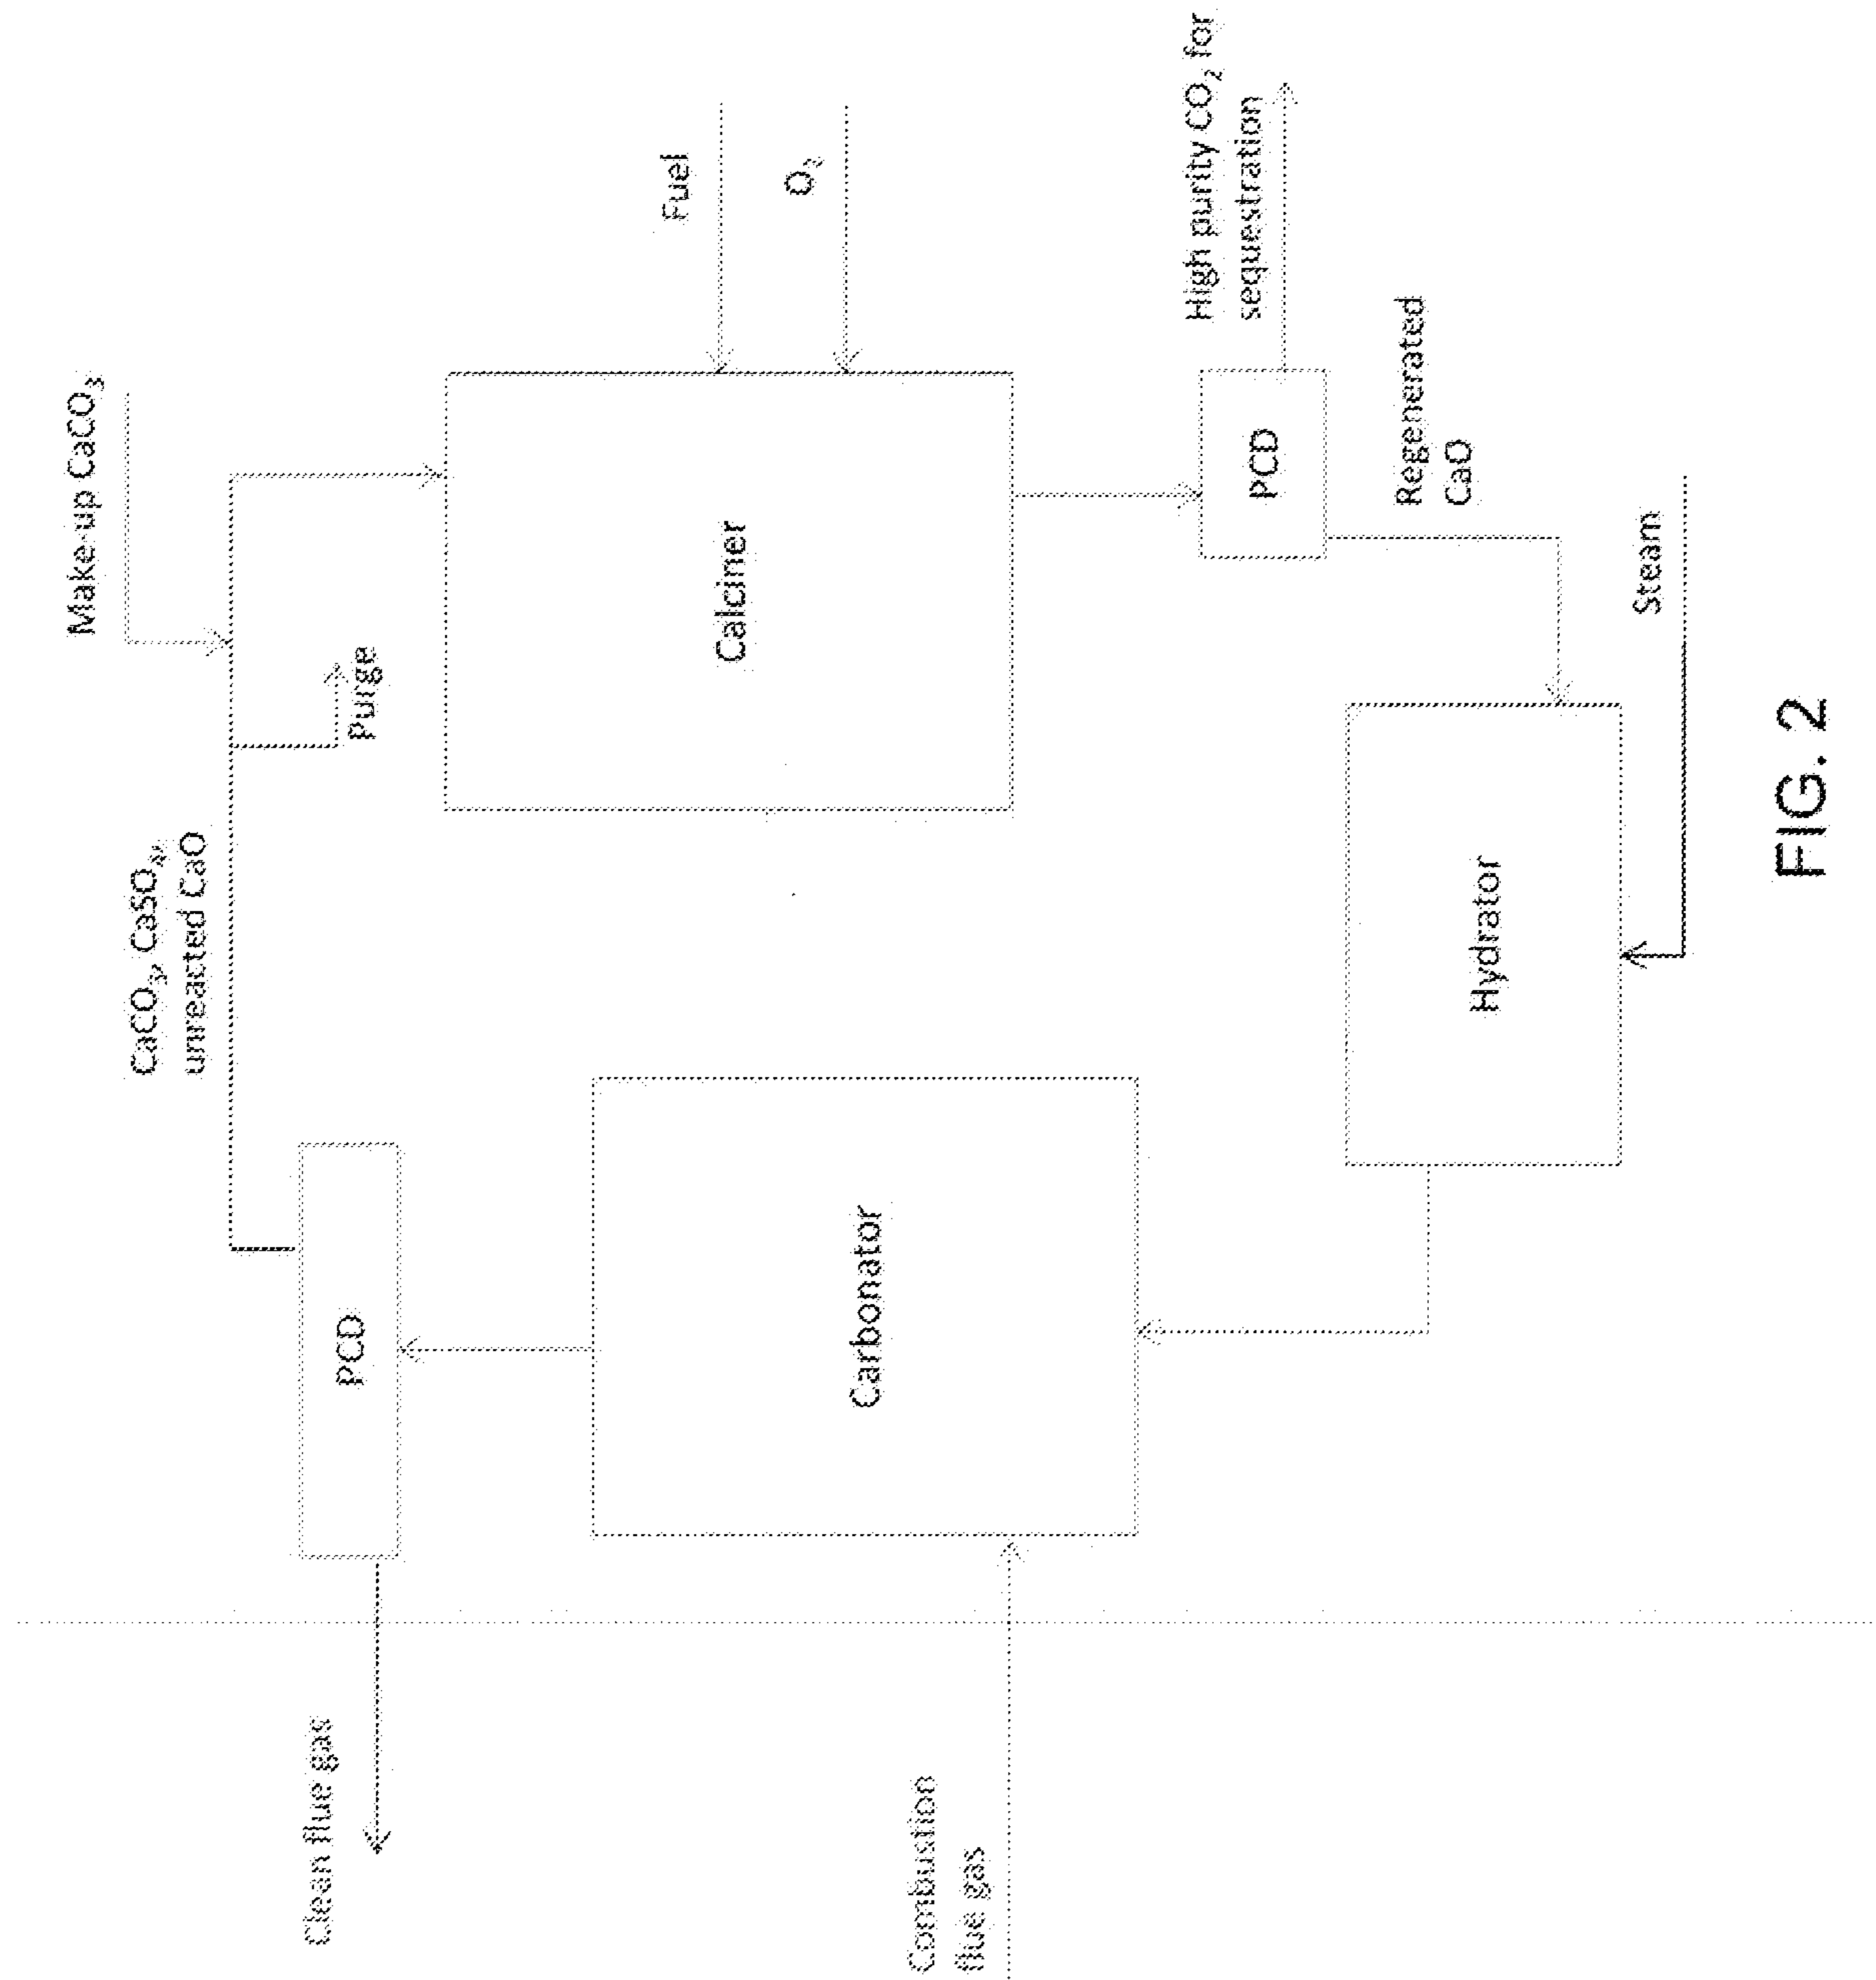 Make-up CaCO₃
CaCO₃, CaSO₄,
unreacted CaO
Clean flue gas
PCD
Purge
Fuel
Calciner
O₂
Carbonator
Combustion
flue gas
High purity CO₂ for
sequestration
PCD
Regenerated
CaO
Hydrator
Steam
FIG. 2